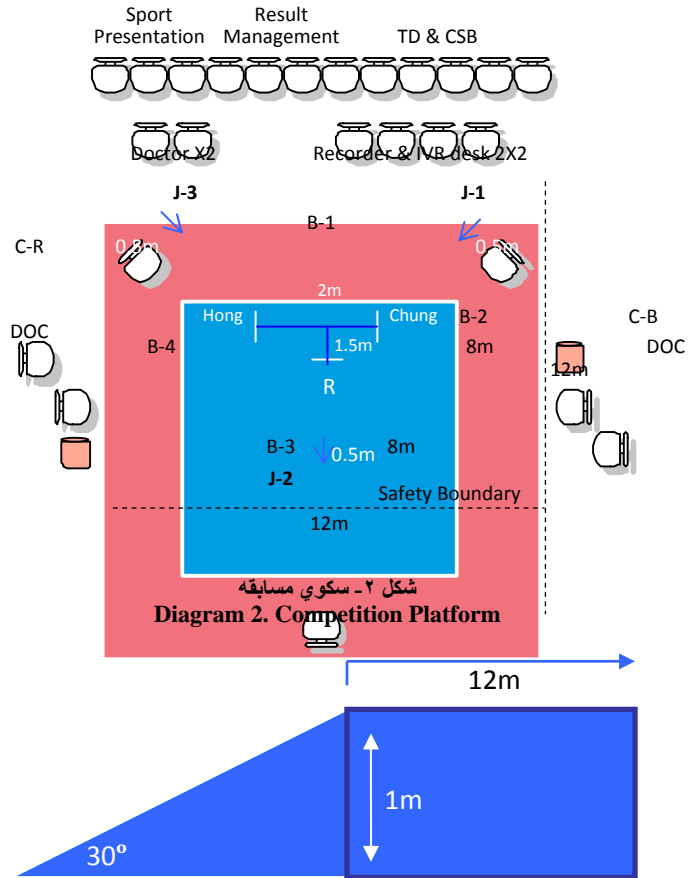 Sport Presentation
Result Management
TD & CSB
Doctor X2
Recorder & IVR desk 2X2
J-3
J-1
B-1
C-R
0.5m
0.5m
2m
Hong
Chung
B-2
C-B
DOC
B-4
1.5m
8m
DOC
12m
R
B-3
0.5m
8m
J-2
Safety Boundary
12m
شكل ۲ - سكوي مسابقه
Diagram 2. Competition Platform
12m
1m
30°